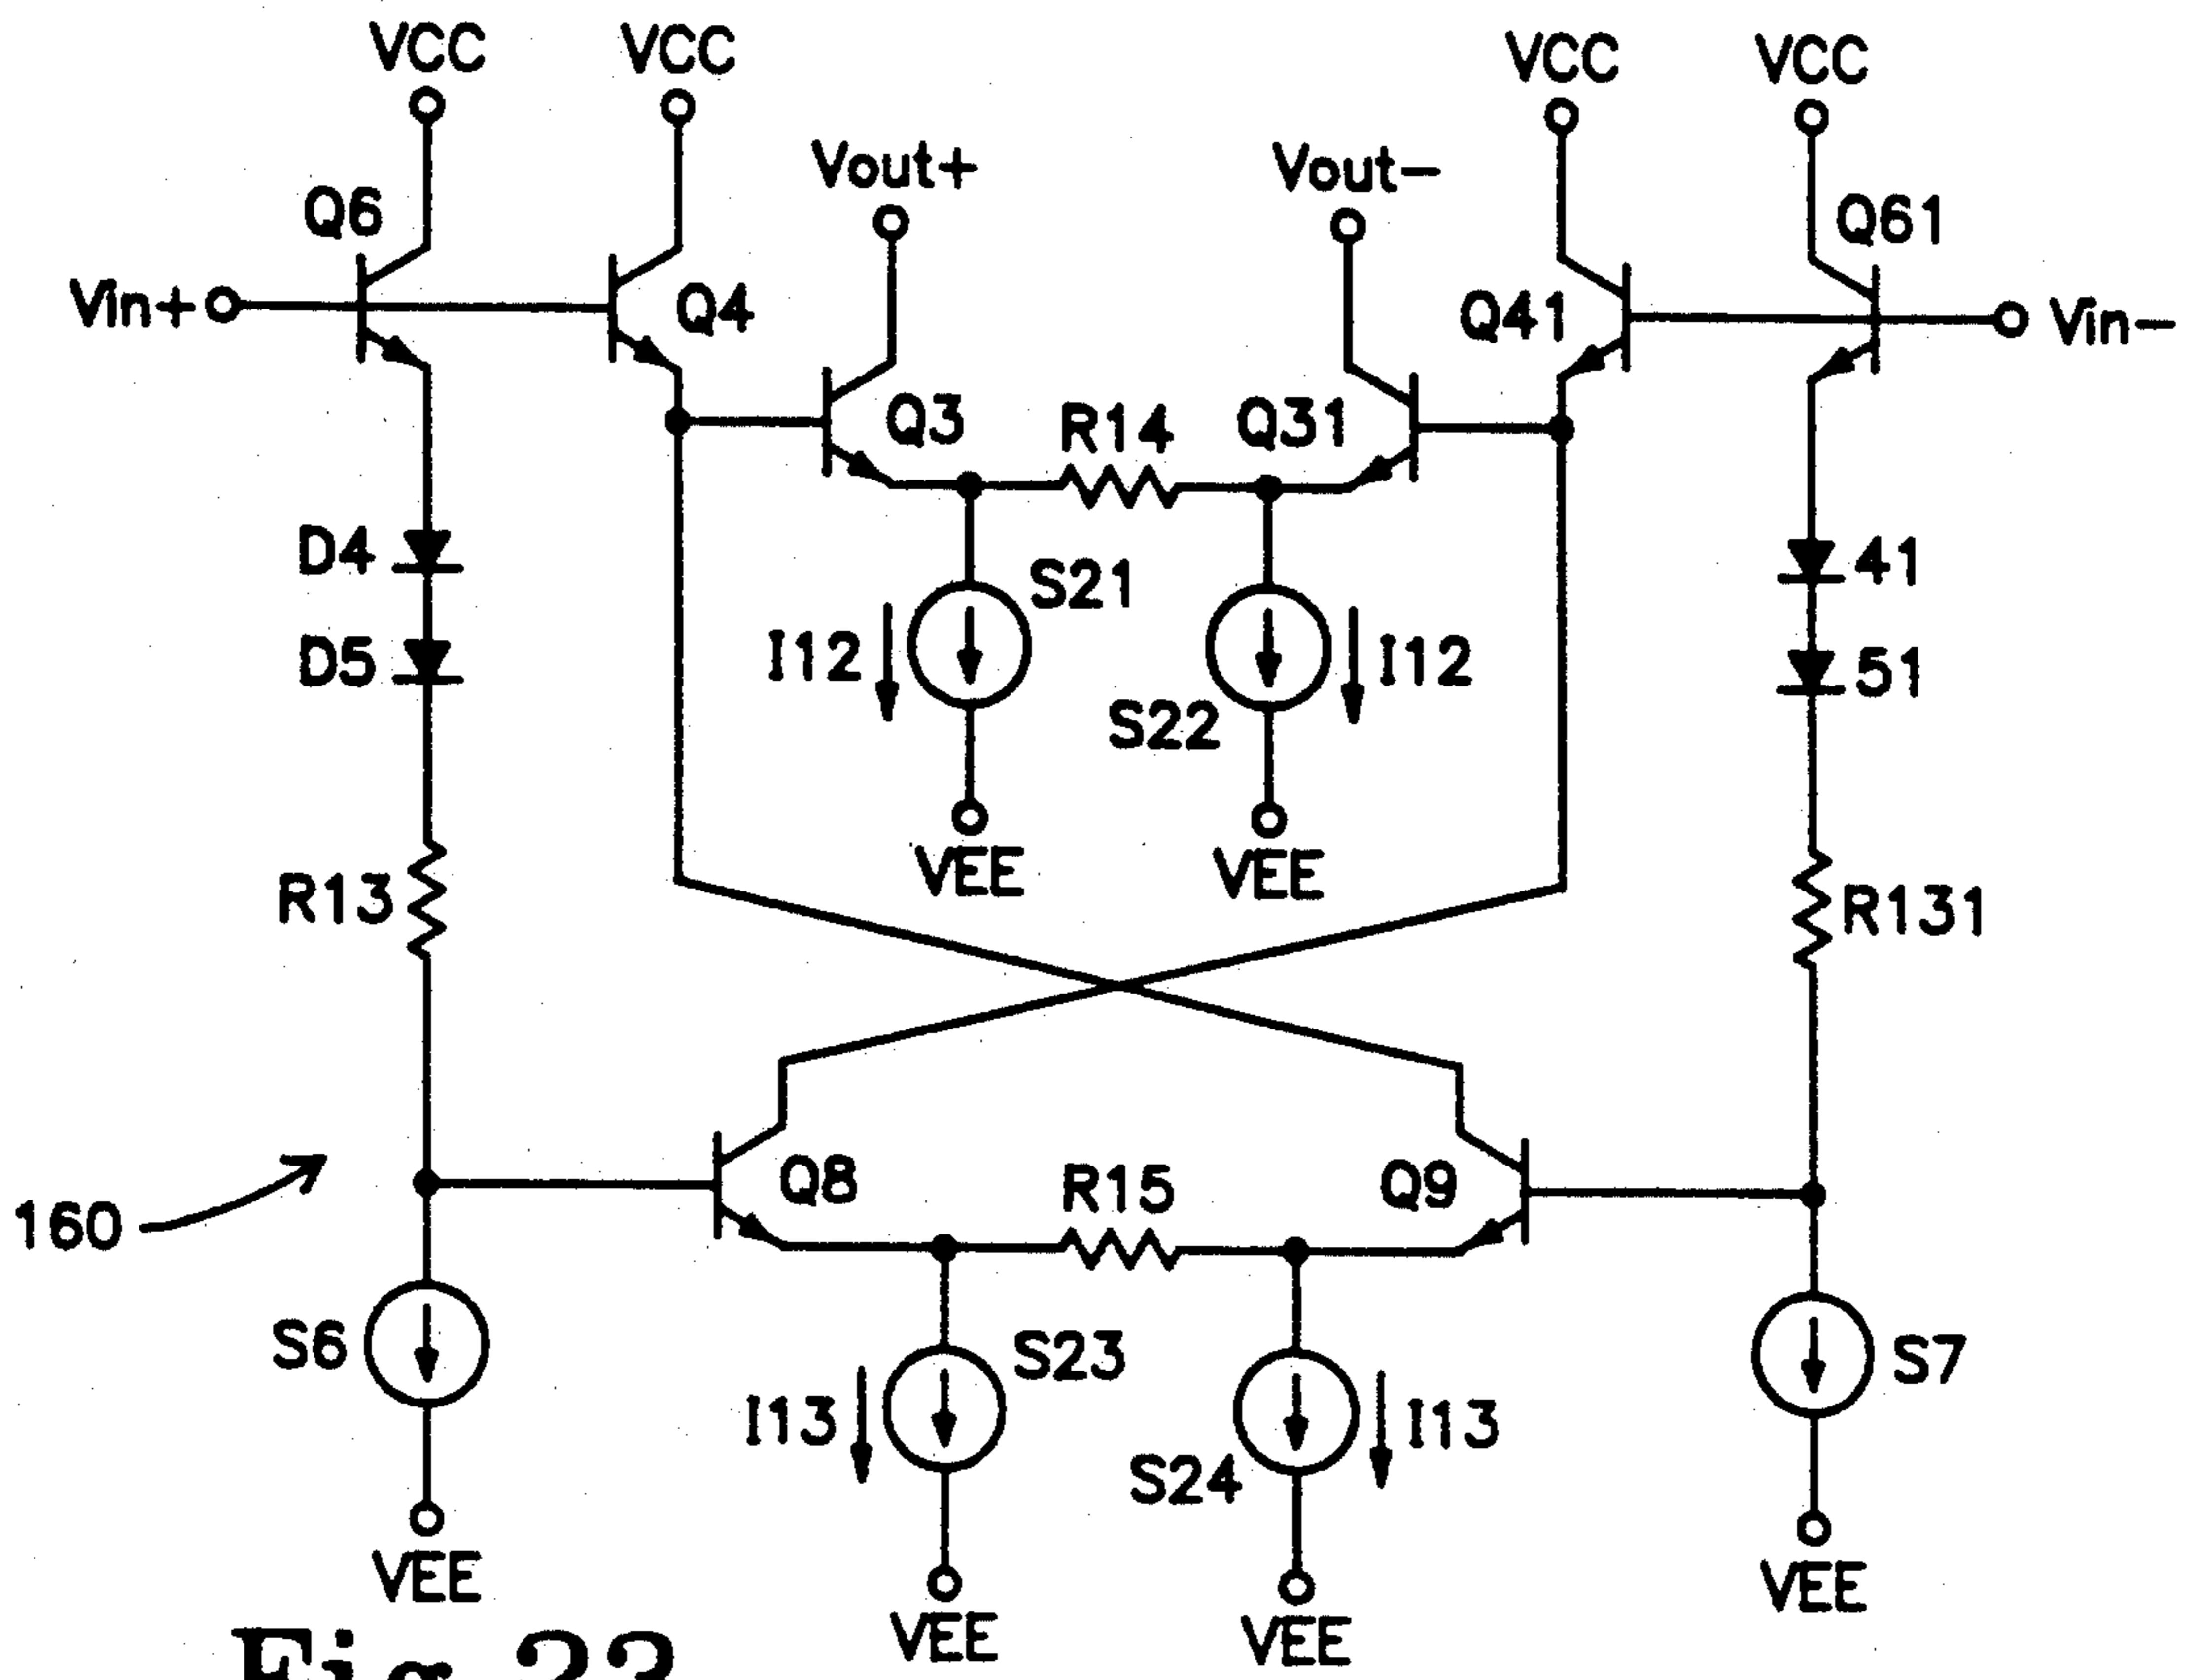 VCC VCC VCC VCC
Vout+ Vout-
Q6 Q61
Vin+ Q4 Q41 Vin-
Q3 R14 Q31
D4 S21 41
D5 I12 I12 51
S22
VEE VEE
R13 R131
Q8 R15 Q9
160
S6 S23 S7
I13 I13
S24
VEE VEE
VEE VEE
Fig.22